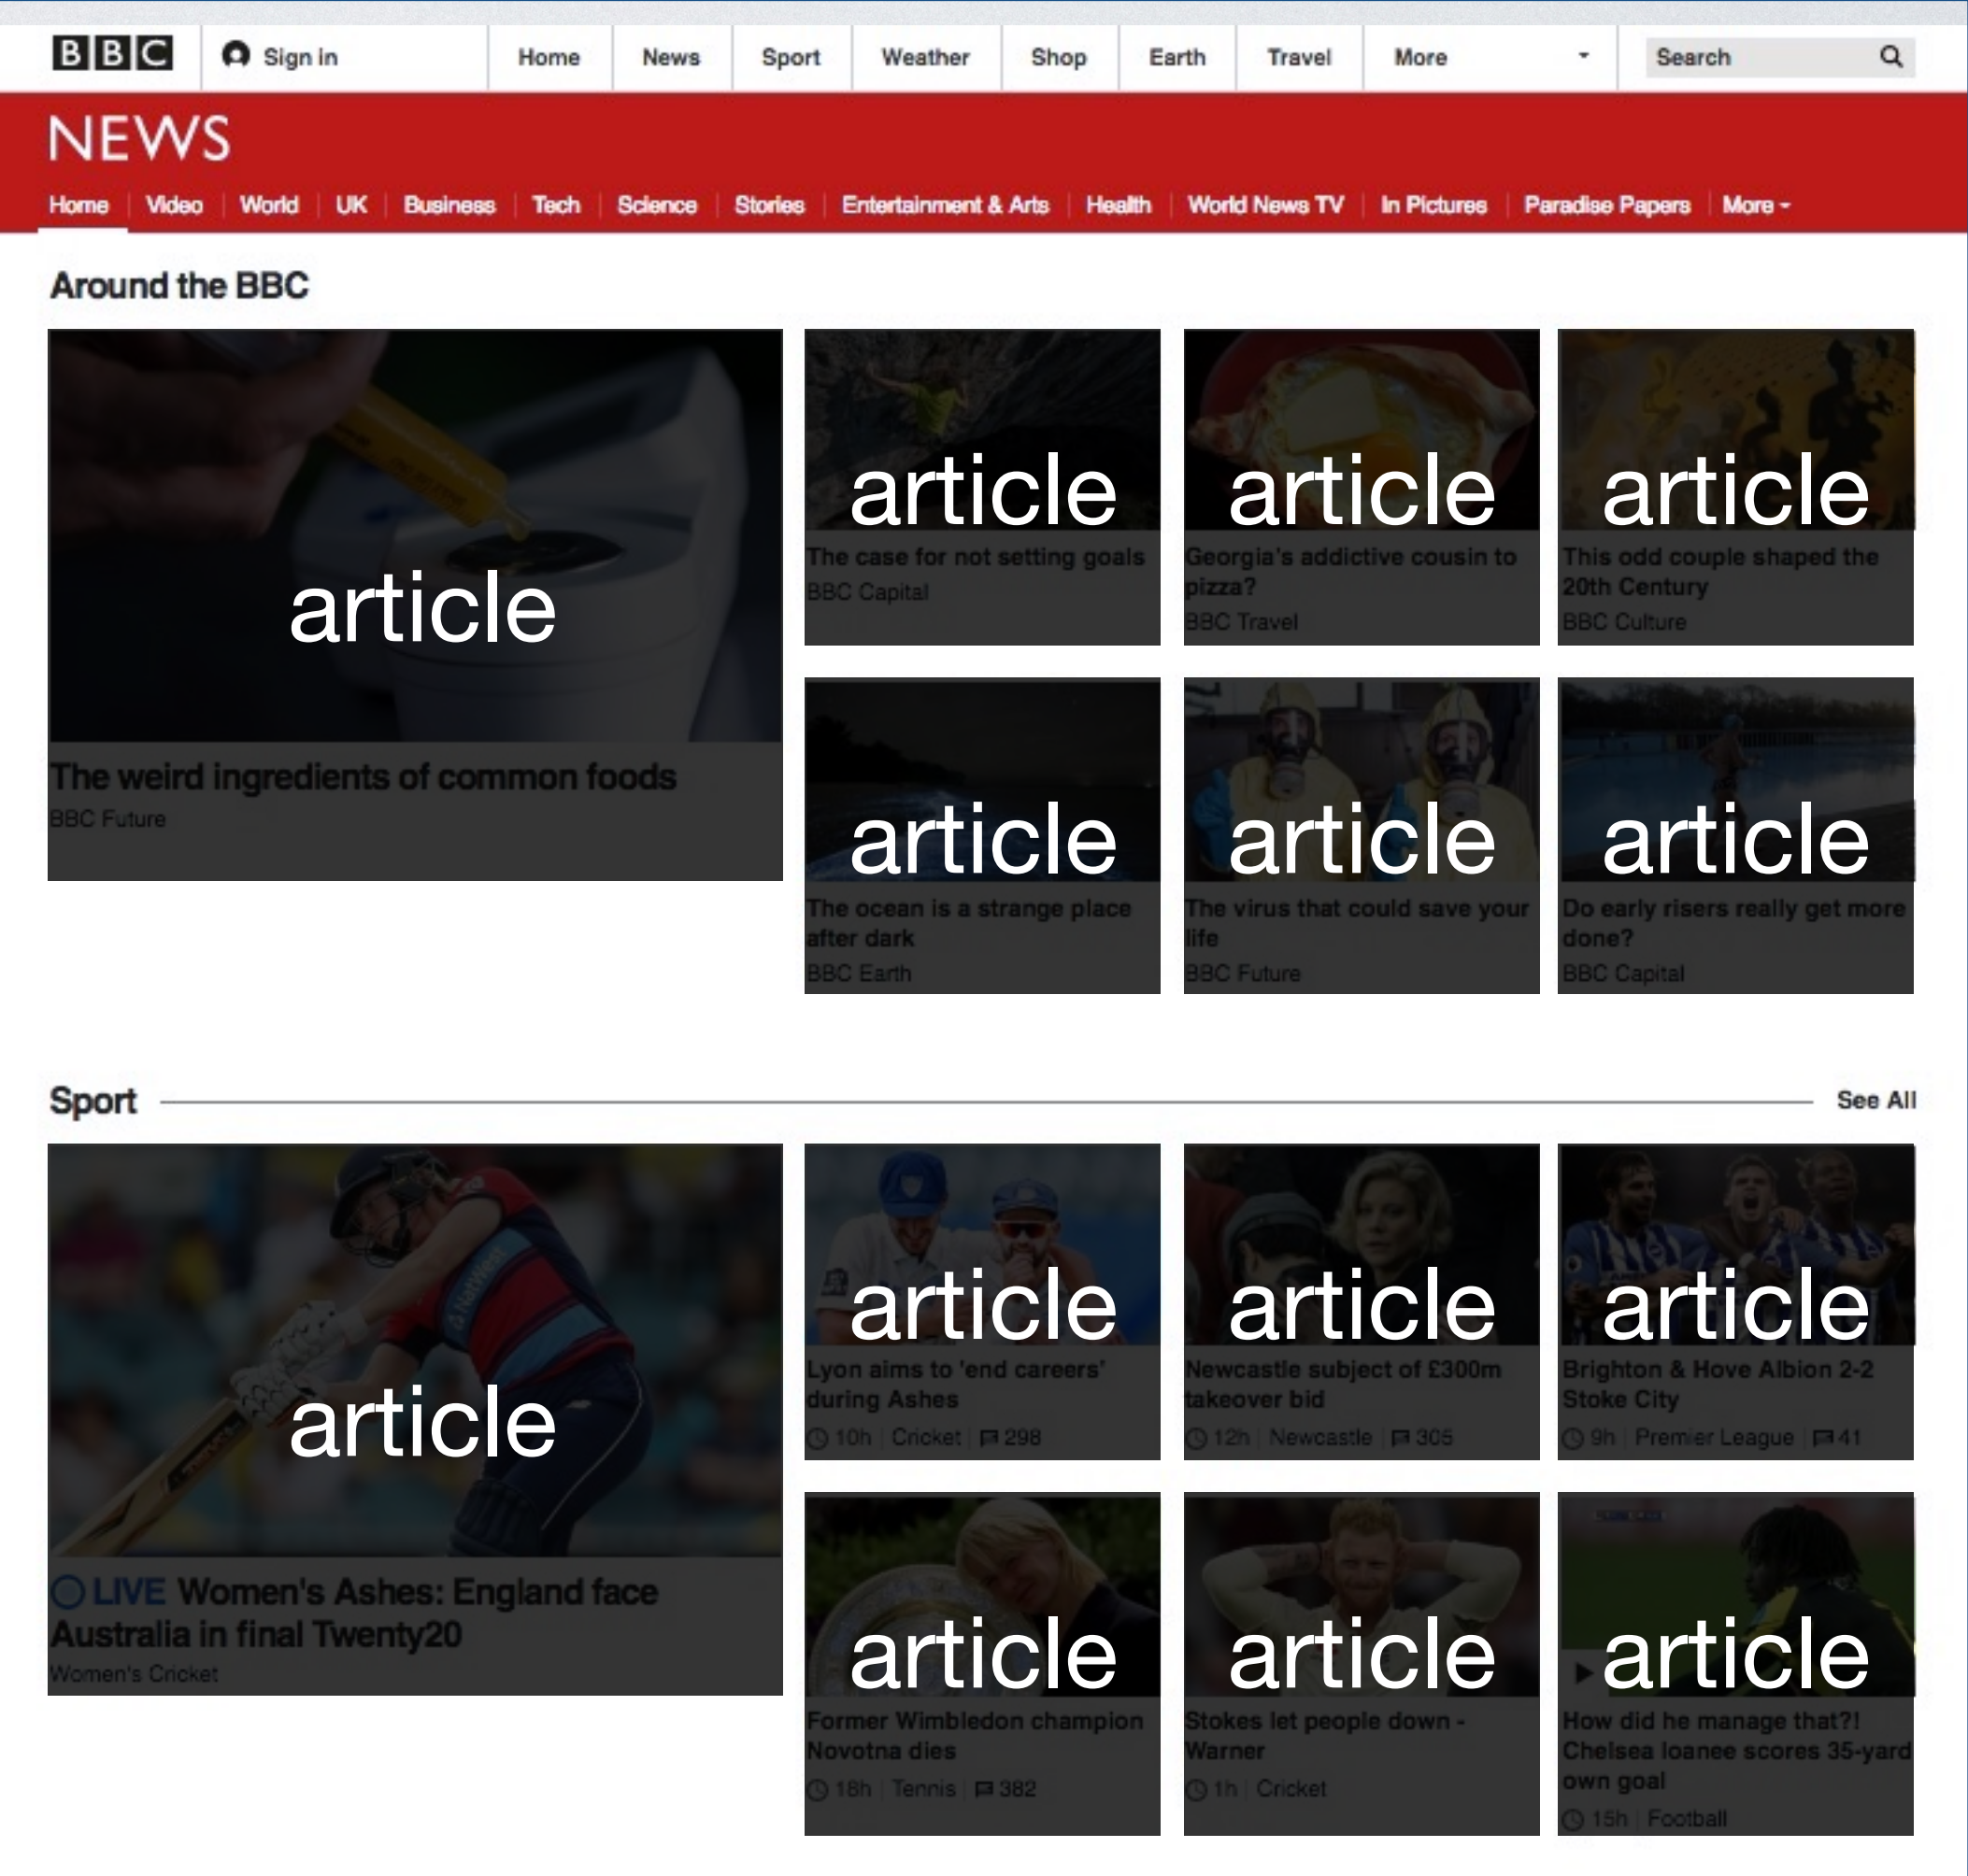 BBC
Sign in
Home
News
Sport
Weather
Shop
Earth
Travel
More
Search
NEWS
Home
Video
World
UK
Business
Tech
Science
Stories
Entertainment & Arts
Health
World News TV
In Pictures
Paradise Papers
More
Around the BBC
article
The weird ingredients of common foods
BBC Future
article
The case for not setting goals
BBC Capital
article
Georgia's addictive cousin to
pizza?
BBC Travel
article
This odd couple shaped the
20th Century
BBC Culture
article
The ocean is a strange place
after dark
BBC Earth
article
The virus that could save your
life
BBC Future
article
Do early risers really get more
done?
BBC Capital
Sport
See All
NatWest
article
LIVE Women's Ashes: England face
Australia in final Twenty20
Women's Cricket
article
Lyon aims to 'end careers'
during Ashes
10h Cricket 298
article
Newcastle subject of £300m
takeover bid
12h Newcastle 305
article
Brighton & Hove Albion 2-2
Stoke City
9h Premier League 41
article
Former Wimbledon champion
Novotna dies
18h Tennis 382
article
Stokes let people down -
Warner
1h Cricket
article
How did he manage that?!
Chelsea loanee scores 35-yard
own goal
15h Football